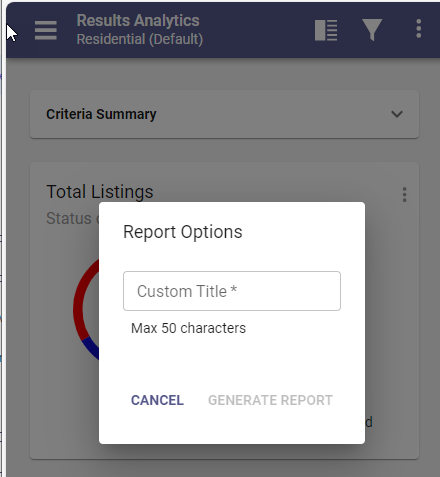 Results Analytics
Residential (Default)
Criteria Summary
Total Listings
Status
Report Options
Custom Title *
Max 50 characters
CANCEL
GENERATE REPORT